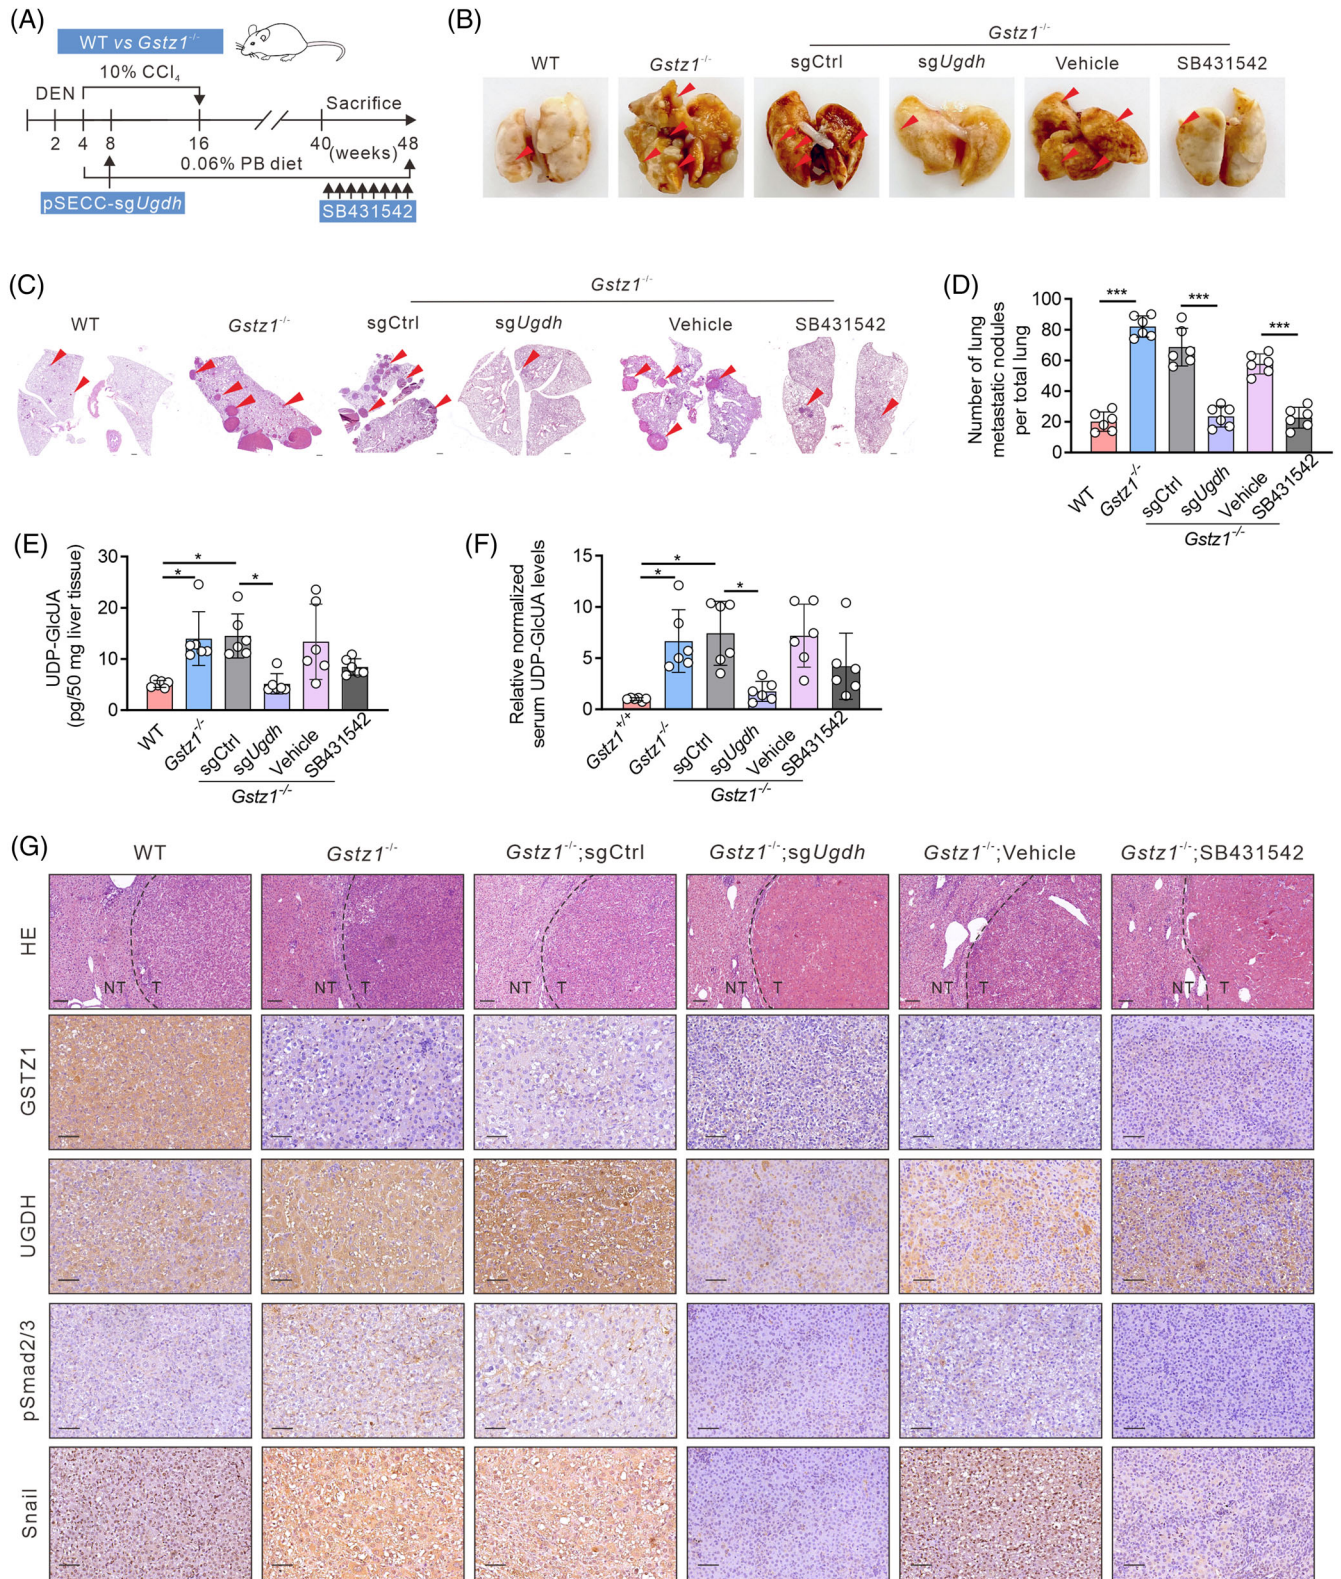 (A)
WT vs Gstz1-/-
10% CCl4
DEN
Sacrifice
2 4 8 16 40 (weeks) 48
0.06% PB diet
pSECC-sgUgdh
SB431542
(B)
Gstz1-/-
WT Gstz1-/- sgCtrl sgUgdh Vehicle SB431542
(C)
Gstz1-/-
WT Gstz1-/- sgCtrl sgUgdh Vehicle SB431542
(D)
Number of lung
metastatic nodules
per total lung
100
80
60
40
20
0
*** *** ***
WT Gstz1-/- sgCtrl sgUgdh Vehicle SB431542
Gstz1-/-
(E)
UDP-GlcUA
(pg/50 mg liver tissue)
30
20
10
0
*
* *
WT Gstz1-/- sgCtrl sgUgdh Vehicle SB431542
Gstz1-/-
(F)
Relative normalized
serum UDP-GlcUA levels
15
10
5
0
*
* *
Gstz1+/+ Gstz1-/- sgCtrl sgUgdh Vehicle SB431542
Gstz1-/-
(G)
WT Gstz1-/- Gstz1-/-;sgCtrl Gstz1-/-;sgUgdh Gstz1-/-;Vehicle Gstz1-/-;SB431542
HE
NT T NT T NT T NT T NT T NT T
GSTZ1
UGDH
pSmad2/3
Snail